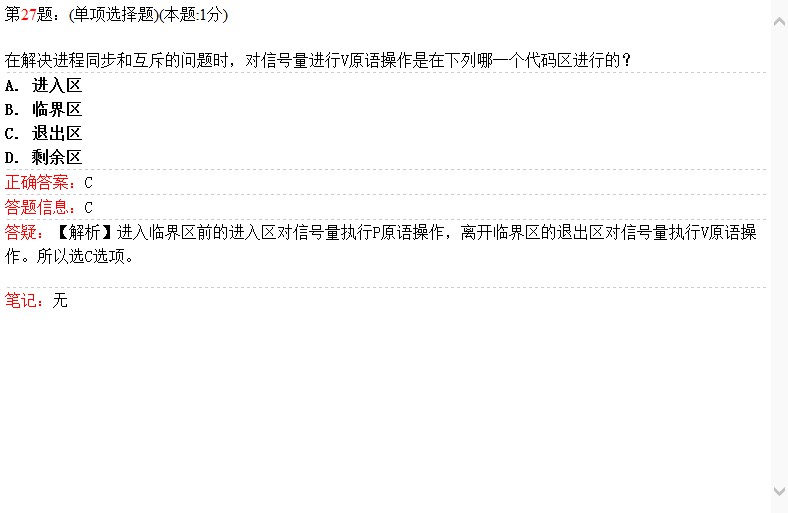 第27题：(单项选择题)(本题:1分)
在解决进程同步和互斥的问题时，对信号量进行V原语操作是在下列哪一个代码区进行的？
A. 进入区
B. 临界区
C. 退出区
D. 剩余区
正确答案：C
答题信息：C
答疑：【解析】进入临界区前的进入区对信号量执行P原语操作，离开临界区的退出区对信号量执行V原语操
作。所以选C选项。
笔记：无